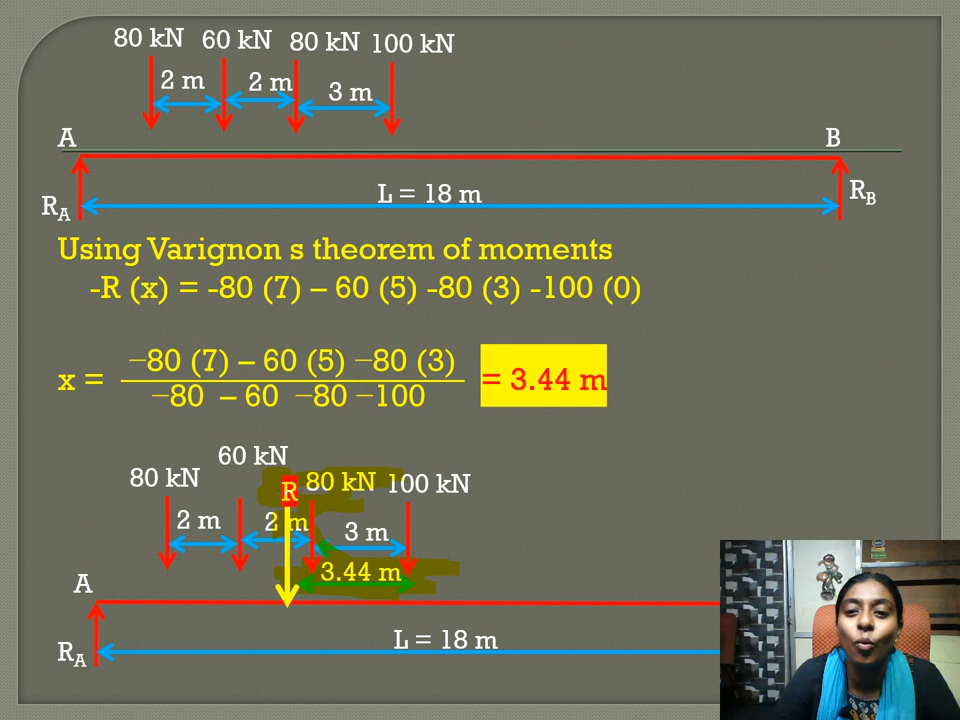 80 kN 60 kN 80 kN 100 kN
2 m 2 m 3 m
A B
L = 18 m
RA RB
Using Varignon s theorem of moments
-R (x) = -80 (7) – 60 (5) -80 (3) -100 (0)
−80 (7) – 60 (5) −80 (3)
x = = 3.44 m
−80 – 60 −80 −100
60 kN
80 kN R 80 kN 100 kN
2 m 2 m 3 m
3.44 m
A
L = 18 m
RA